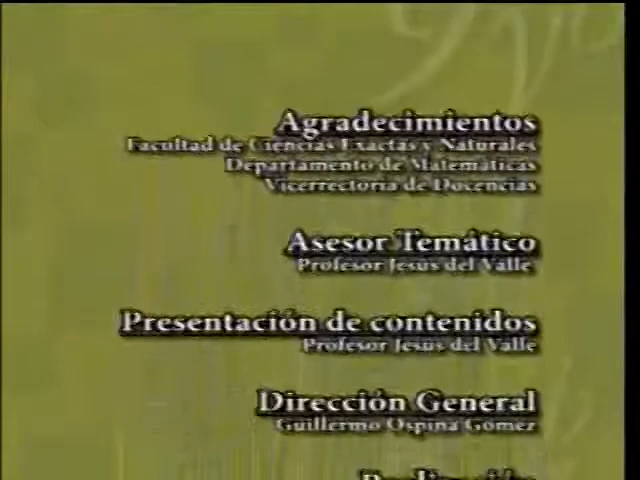 Agradecimientos
Facultad de Ciencias Exactas y Naturales
Departamento de Matemáticas
Vicerrectoria de Docencias
Asesor Temático
Profesor Jesús del Valle
Presentación de contenidos
Profesor Jesús del Valle
Dirección General
Guillermo Ospina Gómez